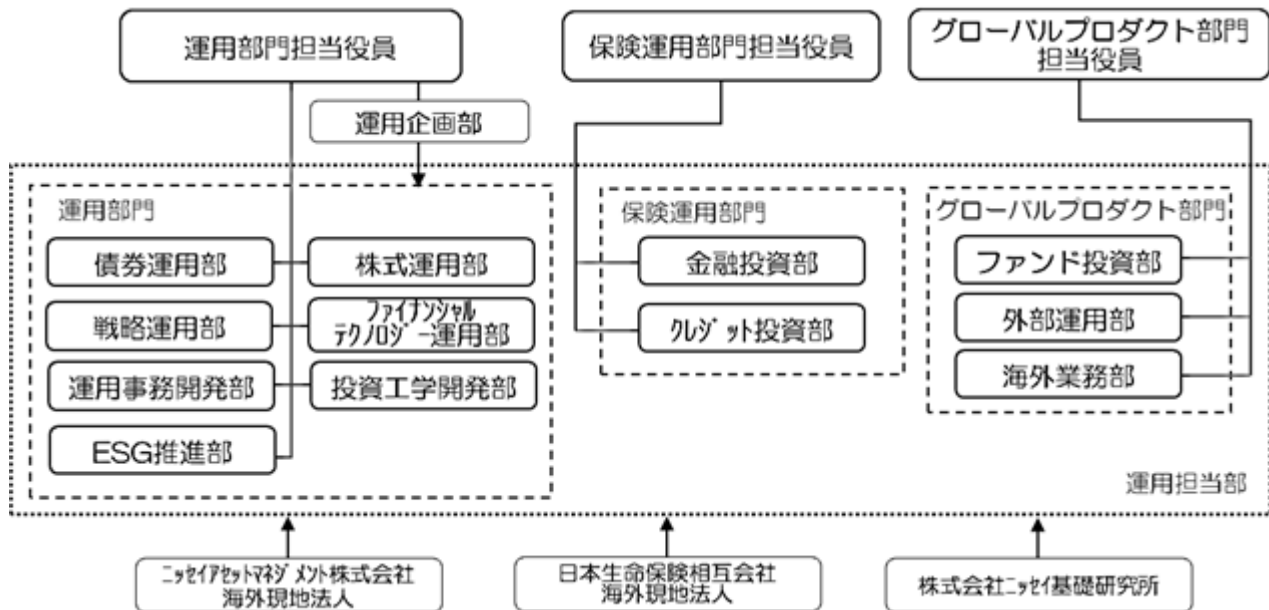 運用部門担当役員
保険運用部門担当役員
グローバルプロダクト部門
担当役員
運用企画部
運用部門
債券運用部
株式運用部
戦略運用部
ファイナンシャル
テクノロジー運用部
運用事務開発部
投資工学開発部
ESG推進部
保険運用部門
金融投資部
クレジット投資部
グローバルプロダクト部門
ファンド投資部
外部運用部
海外業務部
運用担当部
ニッセイアセットマネジメント株式会社
海外現地法人
日本生命保険相互会社
海外現地法人
株式会社ニッセイ基礎研究所